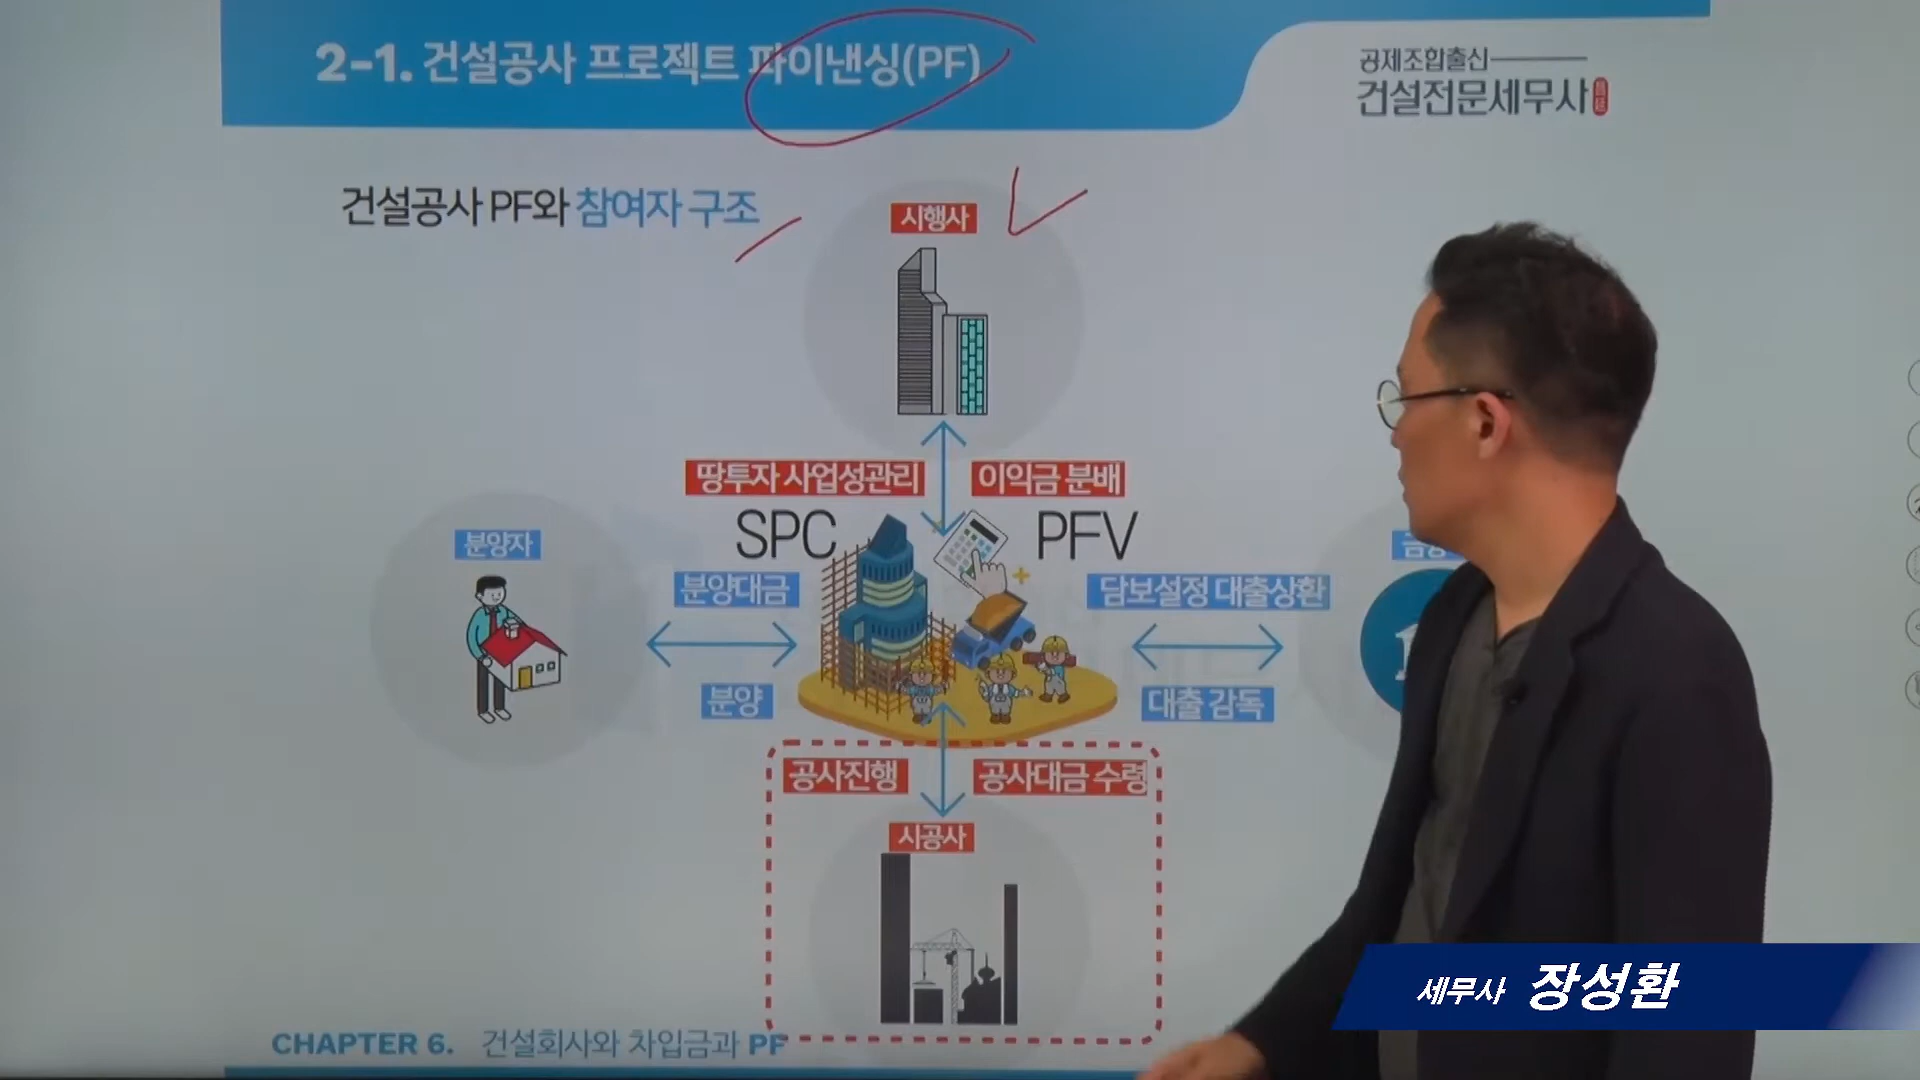 2-1. 건설공사 프로젝트 파이낸싱(PF)
공제조합출신
건설전문세무사
건설공사 PF와 참여자 구조
시행사
땅투자 사업성관리
이익금 분배
SPC
PFV
분양자
분양대금
담보설정 대출상환
분양
대출 감독
공사진행
공사대금 수령
시공사
세무사 장성환
CHAPTER 6. 건설회사와 차입금과 PF